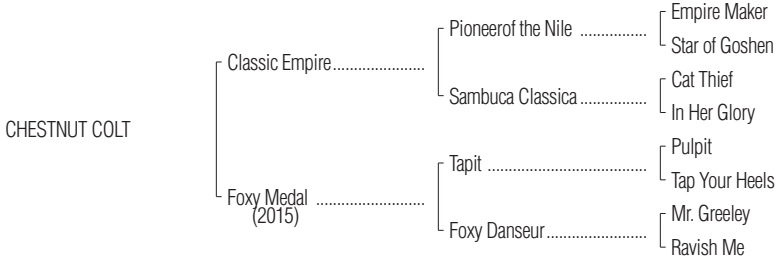 Empire Maker
Pioneerof the Nile ................
Star of Goshen
Classic Empire......................
Cat Thief
Sambuca Classica ................
In Her Glory
CHESTNUT COLT
Pulpit
Tapit ......................................
Tap Your Heels
Foxy Medal ..........................
(2015)
Mr. Greeley
Foxy Danseur........................
Ravish Me